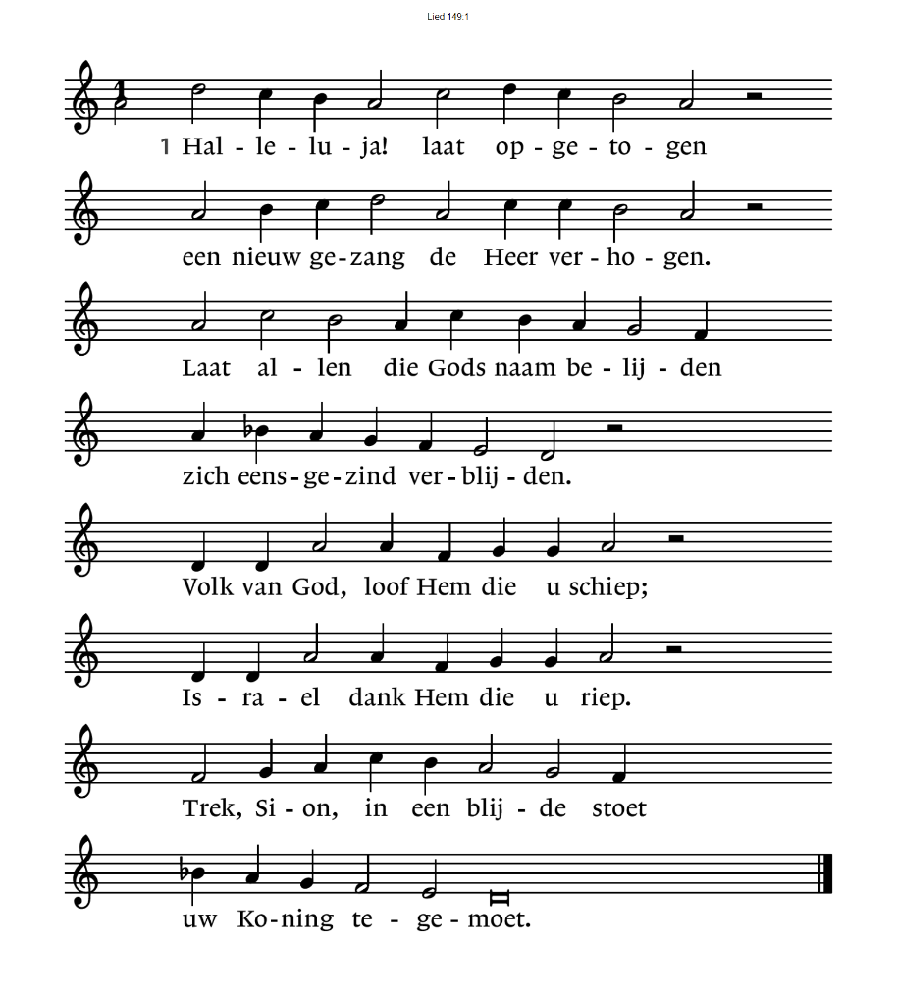 Lied 149:1
1
1 Hal - le - lu - ja! laat op - ge - to - gen
een nieuw ge - zang de Heer ver - ho - gen.
Laat al - len die Gods naam be - lij - den
zich eens - ge - zind ver - blij - den.
Volk van God, loof Hem die u schiep;
Is - ra - el dank Hem die u riep.
Trek, Si - on, in een blij - de stoet
uw Ko - ning te - ge - moet.